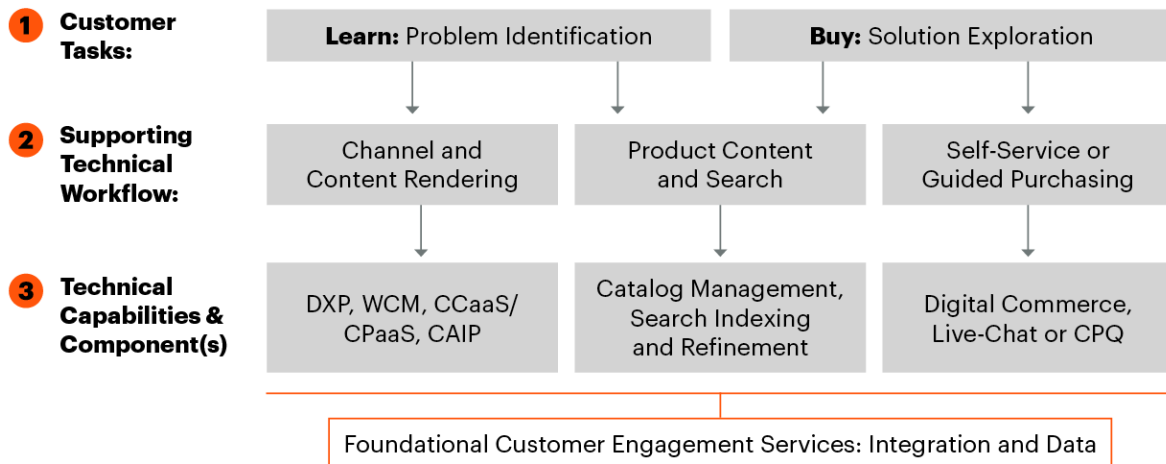 1
Customer
Tasks:
Learn: Problem Identification
Buy: Solution Exploration
2
Supporting
Technical
Workflow:
Channel and
Content Rendering
Product Content
and Search
Self-Service or
Guided Purchasing
3
Technical
Capabilities &
Component(s)
DXP, WCM, CCaaS/
CPaaS, CAIP
Catalog Management,
Search Indexing
and Refinement
Digital Commerce,
Live-Chat or CPQ
Foundational Customer Engagement Services: Integration and Data